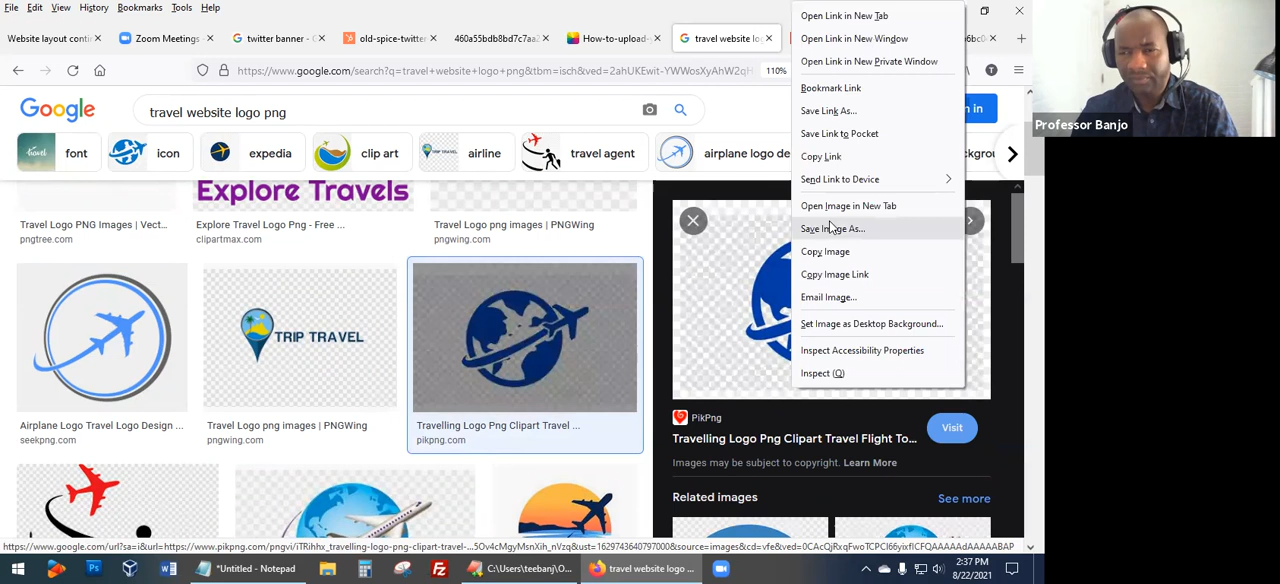 File Edit View History Bookmarks Tools Help
Website layout contin
Zoom Meetings -
twitter banner - G
old-spice-twitter
460a55bdb8bd7c7aa
How-to-upload-
travel website lo
110%
https://www.google.com/search?q=travel+website+logo+png&tbm=isch&ved=2ahUKEwit-YWWosXyAhW2qH
Google
travel website logo png
font
icon
expedia
clip art
airline
travel agent
airplane logo de
Explore Travels
Travel Logo PNG Images | Vect...
pngtree.com
Explore Travel Logo Png - Free ...
clipartmax.com
Travel Logo png images | PNGWing
pngwing.com
TRIP TRAVEL
Airplane Logo Travel Logo Design ...
seekpng.com
Travel Logo png images | PNGWing
pngwing.com
Travelling Logo Png Clipart Travel ...
pikpng.com
Open Link in New Tab
Open Link in New Window
Open Link in New Private Window
Bookmark Link
Save Link As...
Save Link to Pocket
Copy Link
Send Link to Device
Open Image in New Tab
Save Image As...
Copy Image
Copy Image Link
Email Image...
Set Image as Desktop Background...
Inspect Accessibility Properties
Inspect (Q)
PikPng
Visit
Travelling Logo Png Clipart Travel Flight To...
Images may be subject to copyright. Learn More
Related images
See more
Professor Banjo
*Untitled - Notepad
C:\Users\teebanj\O...
travel website logo ...
2:37 PM
8/22/2021